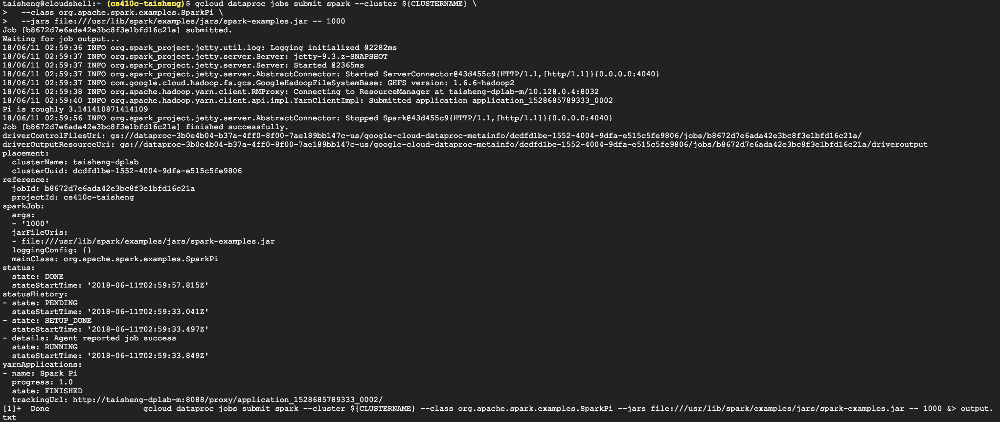 taisheng@cloudshell:~ (cs410c-taisheng)$ gcloud dataproc jobs submit spark --cluster ${CLUSTERNAME} \
>   --class org.apache.spark.examples.SparkPi \
>   --jars file:///usr/lib/spark/examples/jars/spark-examples.jar -- 1000
Job [b8672d7e6ada42e3bc8f3e1bfd16c21a] submitted.
Waiting for job output...
18/06/11 02:59:36 INFO org.spark_project.jetty.util.log: Logging initialized @2282ms
18/06/11 02:59:37 INFO org.spark_project.jetty.server.Server: jetty-9.3.z-SNAPSHOT
18/06/11 02:59:37 INFO org.spark_project.jetty.server.Server: Started @2365ms
18/06/11 02:59:37 INFO org.spark_project.jetty.server.AbstractConnector: Started ServerConnector@43d455c9{HTTP/1.1,[http/1.1]}{0.0.0.0:4040}
18/06/11 02:59:37 INFO com.google.cloud.hadoop.fs.gcs.GoogleHadoopFileSystemBase: GHFS version: 1.6.6-hadoop2
18/06/11 02:59:38 INFO org.apache.hadoop.yarn.client.RMProxy: Connecting to ResourceManager at taisheng-dplab-m/10.128.0.4:8032
18/06/11 02:59:40 INFO org.apache.hadoop.yarn.client.api.impl.YarnClientImpl: Submitted application application_1528685789333_0002
Pi is roughly 3.141410871414109
18/06/11 02:59:56 INFO org.spark_project.jetty.server.AbstractConnector: Stopped Spark@43d455c9{HTTP/1.1,[http/1.1]}{0.0.0.0:4040}
Job [b8672d7e6ada42e3bc8f3e1bfd16c21a] finished successfully.
driverControlFilesUri: gs://dataproc-3b0e4b04-b37a-4ff0-8f00-7ae189bb147c-us/google-cloud-dataproc-metainfo/dcdfd1be-1552-4004-9dfa-e515c5fe9806/jobs/b8672d7e6ada42e3bc8f3e1bfd16c21a/
driverOutputResourceUri: gs://dataproc-3b0e4b04-b37a-4ff0-8f00-7ae189bb147c-us/google-cloud-dataproc-metainfo/dcdfd1be-1552-4004-9dfa-e515c5fe9806/jobs/b8672d7e6ada42e3bc8f3e1bfd16c21a/driveroutput
placement:
  clusterName: taisheng-dplab
  clusterUuid: dcdfd1be-1552-4004-9dfa-e515c5fe9806
reference:
  jobId: b8672d7e6ada42e3bc8f3e1bfd16c21a
  projectId: cs410c-taisheng
sparkJob:
  args:
  - '1000'
  jarFileUris:
  - file:///usr/lib/spark/examples/jars/spark-examples.jar
  loggingConfig: {}
  mainClass: org.apache.spark.examples.SparkPi
status:
  state: DONE
  stateStartTime: '2018-06-11T02:59:57.815Z'
statusHistory:
- state: PENDING
  stateStartTime: '2018-06-11T02:59:33.041Z'
- state: SETUP_DONE
  stateStartTime: '2018-06-11T02:59:33.497Z'
- details: Agent reported job success
  state: RUNNING
  stateStartTime: '2018-06-11T02:59:33.849Z'
yarnApplications:
- name: Spark Pi
  progress: 1.0
  state: FINISHED
  trackingUrl: http://taisheng-dplab-m:8088/proxy/application_1528685789333_0002/
[1]+  Done                    gcloud dataproc jobs submit spark --cluster ${CLUSTERNAME} --class org.apache.spark.examples.SparkPi --jars file:///usr/lib/spark/examples/jars/spark-examples.jar -- 1000 &> output.
txt